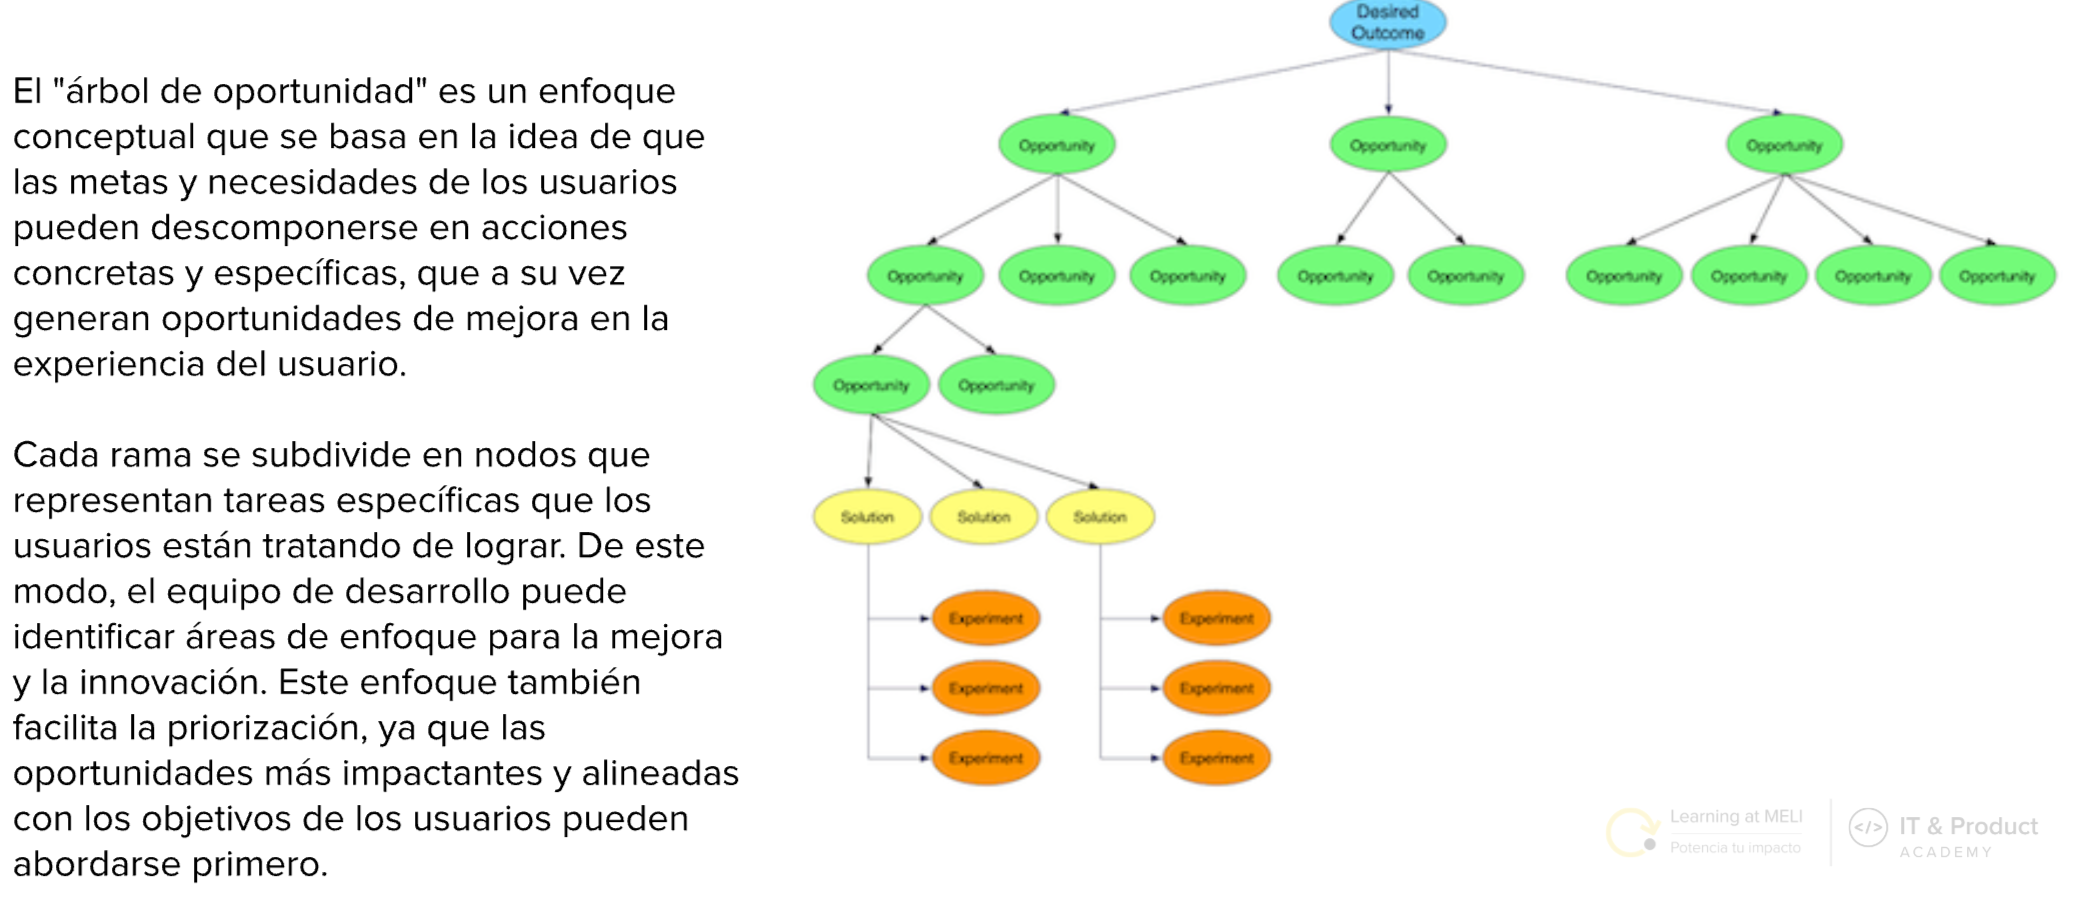 El "árbol de oportunidad" es un enfoque
conceptual que se basa en la idea de que
las metas y necesidades de los usuarios
pueden descomponerse en acciones
concretas y específicas, que a su vez
generan oportunidades de mejora en la
experiencia del usuario.
Cada rama se subdivide en nodos que
representan tareas específicas que los
usuarios están tratando de lograr. De este
modo, el equipo de desarrollo puede
identificar áreas de enfoque para la mejora
y la innovación. Este enfoque también
facilita la priorización, ya que las
oportunidades más impactantes y alineadas
con los objetivos de los usuarios pueden
abordarse primero.
Desired
Outcome
Opportunity
Opportunity
Opportunity
Opportunity
Opportunity
Opportunity
Opportunity
Opportunity
Opportunity
Opportunity
Opportunity
Opportunity
Opportunity
Opportunity
Solution
Solution
Solution
Experiment
Experiment
Experiment
Experiment
Experiment
Experiment
Learning at MELI
Potencia tu impacto
</> IT & Product
ACADEMY